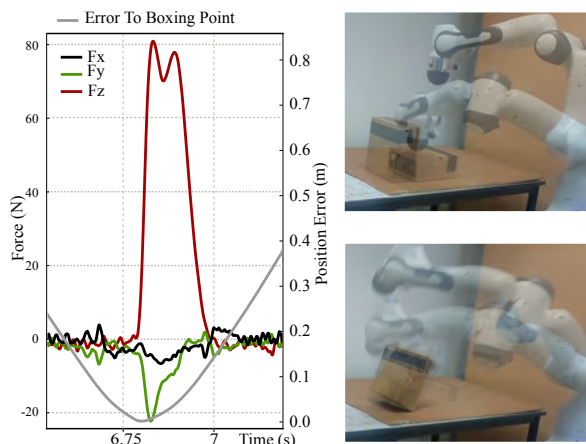 Error To Boxing Point
Fx
Fy
Fz
80
60
40
20
0
-20
Force (N)
0.8
0.7
0.6
0.5
0.4
0.3
0.2
0.1
0.0
Position Error (m)
6.75
7
Time (s)